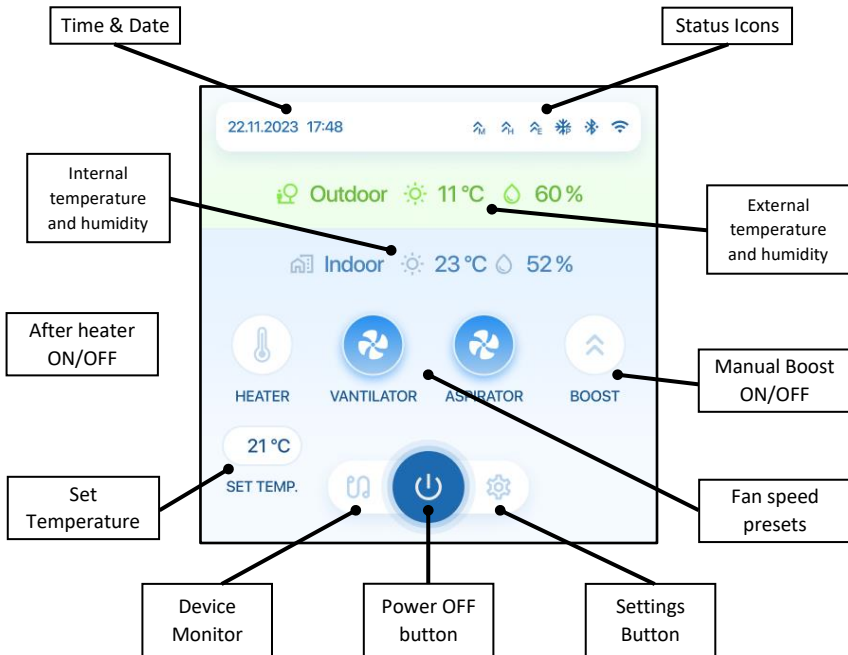 Time & Date
Status Icons
22.11.2023 17:48
M
H
E
Internal
temperature
and humidity
Outdoor 11 °C 60 %
External
temperature
and humidity
Indoor 23 °C 52 %
After heater
ON/OFF
Manual Boost
ON/OFF
HEATER VANTILATOR ASPIRATOR BOOST
21 °C
SET TEMP.
Set
Temperature
Fan speed
presets
Device
Monitor
Power OFF
button
Settings
Button